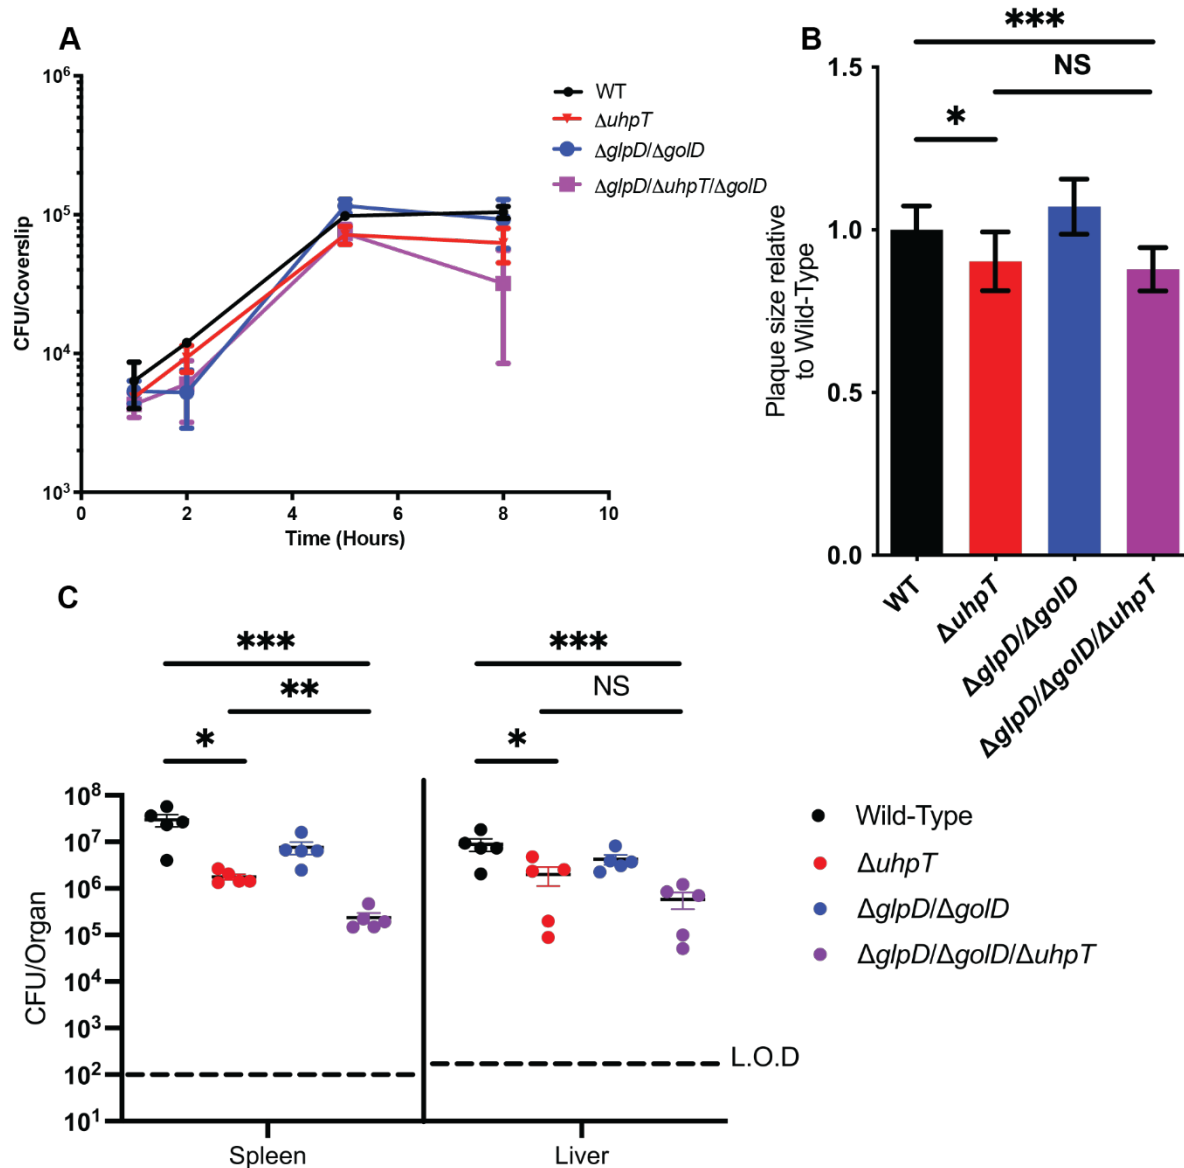 A
10⁶
10⁵
10⁴
10³
CFU/Coverslip
0
2
4
6
8
10
Time (Hours)
WT
ΔuhpT
ΔglpD/ΔgolD
ΔglpD/ΔuhpT/ΔgolD
B
***
NS
*
1.5
1.0
0.5
0.0
Plaque size relative
to Wild-Type
WT
ΔuhpT
ΔglpD/ΔgolD
ΔglpD/ΔgolD/ΔuhpT
C
***
**
*
***
NS
*
10⁸
10⁷
10⁶
10⁵
10⁴
10³
10²
10¹
CFU/Organ
L.O.D
Spleen
Liver
Wild-Type
ΔuhpT
ΔglpD/ΔgolD
ΔglpD/ΔgolD/ΔuhpT